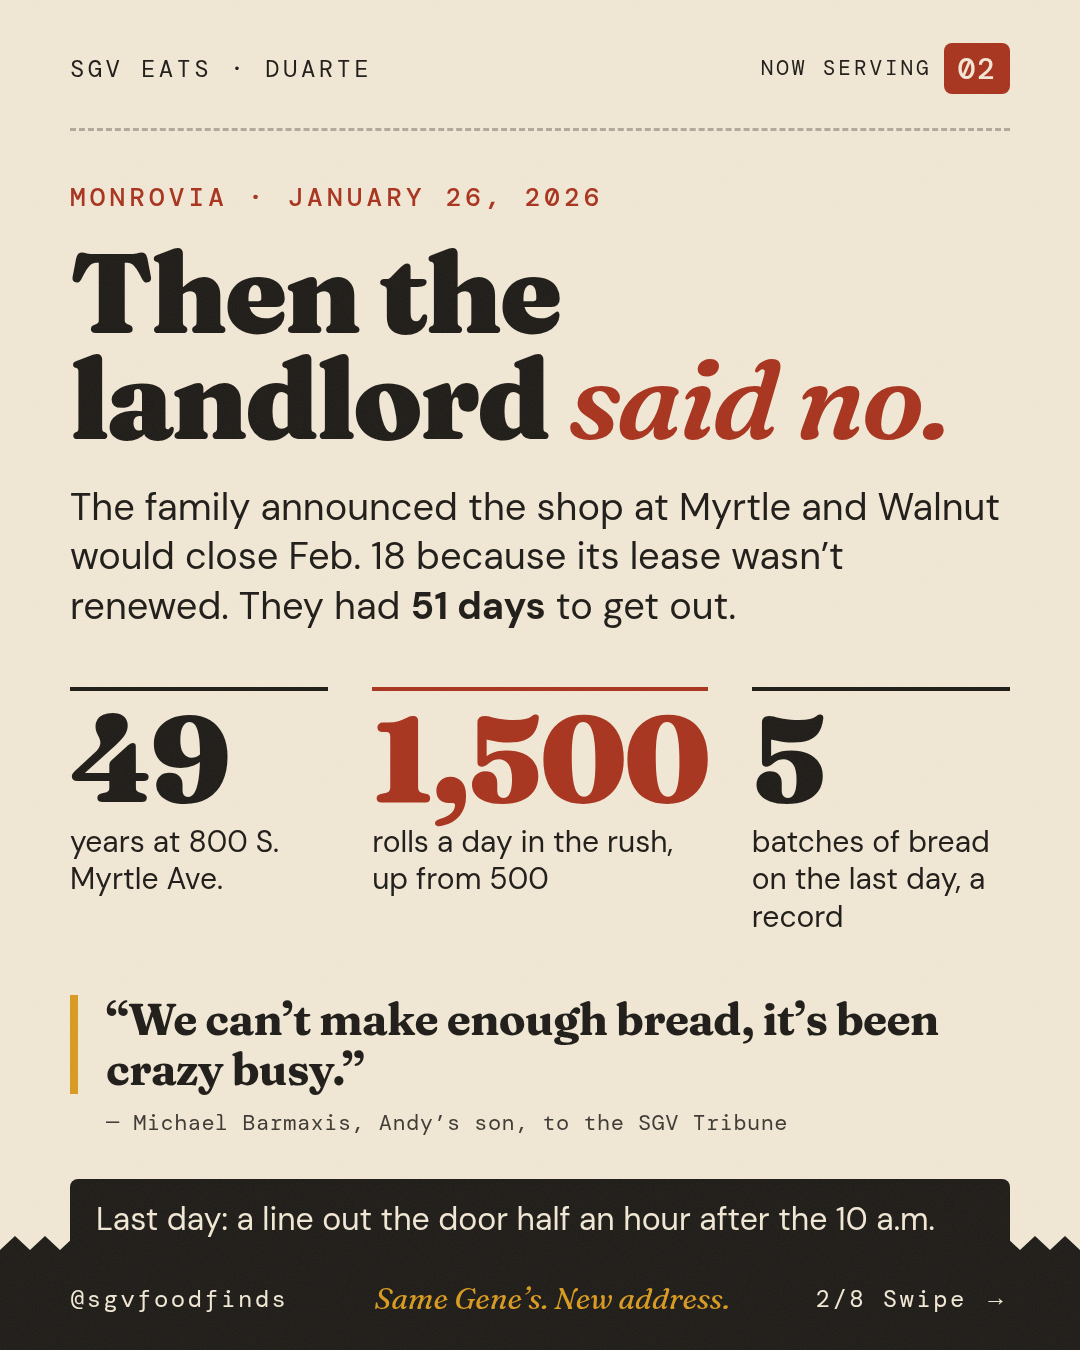 SGV EATS · DUARTE
NOW SERVING 02
MONROVIA · JANUARY 26, 2026
Then the
landlord said no.
The family announced the shop at Myrtle and Walnut
would close Feb. 18 because its lease wasn’t
renewed. They had 51 days to get out.
49
years at 800 S.
Myrtle Ave.
1,500
rolls a day in the rush,
up from 500
5
batches of bread
on the last day, a
record
“We can’t make enough bread, it’s been
crazy busy.”
— Michael Barmaxis, Andy’s son, to the SGV Tribune
Last day: a line out the door half an hour after the 10 a.m.
@sgvfoodfinds
Same Gene’s. New address.
2/8 Swipe →